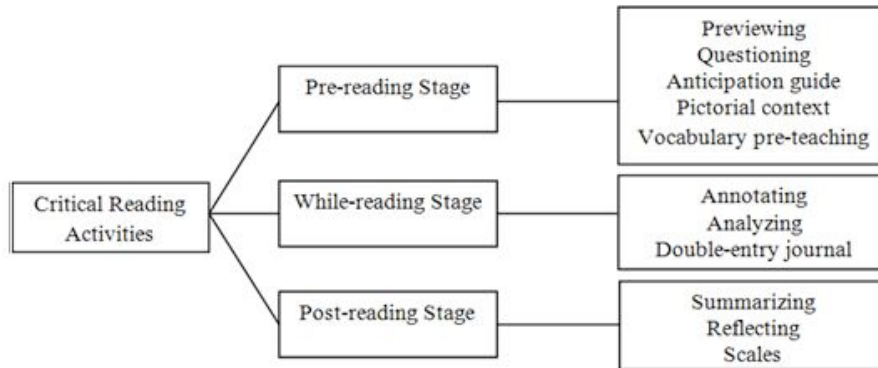 Critical Reading
Activities
Pre-reading Stage
Previewing
Questioning
Anticipation guide
Pictorial context
Vocabulary pre-teaching
While-reading Stage
Annotating
Analyzing
Double-entry journal
Post-reading Stage
Summarizing
Reflecting
Scales